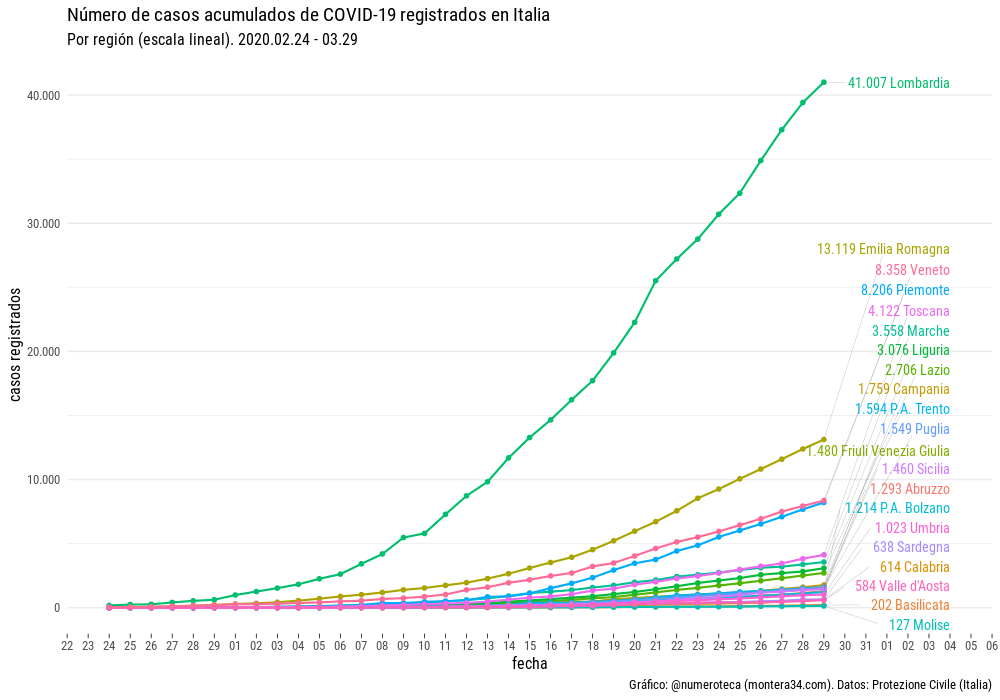 Número de casos acumulados de COVID-19 registrados en Italia
Por región (escala lineal). 2020.02.24 - 03.29
casos registrados
40.000
30.000
20.000
10.000
0
41.007 Lombardia
13.119 Emilia Romagna
8.358 Veneto
8.206 Piemonte
4.122 Toscana
3.558 Marche
3.076 Liguria
2.706 Lazio
1.759 Campania
1.594 P.A. Trento
1.549 Puglia
1.480 Friuli Venezia Giulia
1.460 Sicilia
1.293 Abruzzo
1.214 P.A. Bolzano
1.023 Umbria
638 Sardegna
614 Calabria
584 Valle d'Aosta
202 Basilicata
127 Molise
22 23 24 25 26 27 28 29 01 02 03 04 05 06 07 08 09 10 11 12 13 14 15 16 17 18 19 20 21 22 23 24 25 26 27 28 29 30 31 01 02 03 04 05 06
fecha
Gráfico: @numeroteca (montera34.com). Datos: Protezione Civile (Italia)